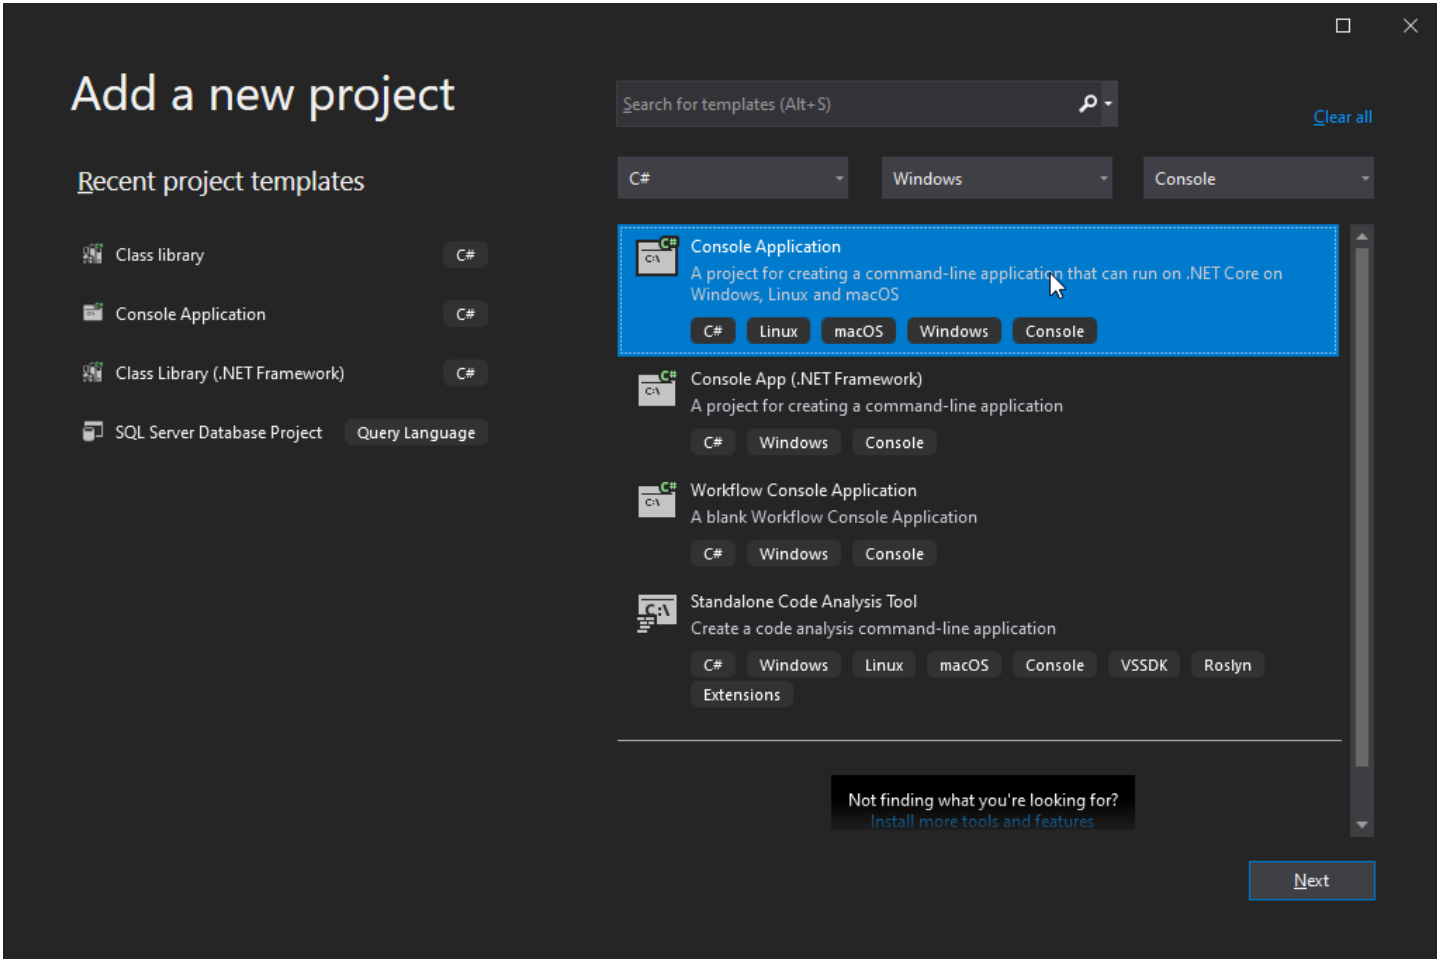 Add a new project
Search for templates (Alt+S)
Clear all
Recent project templates
C#
Windows
Console
Class library
C#
Console Application
C#
Class Library (.NET Framework)
C#
SQL Server Database Project
Query Language
C#
C:\
Console Application
A project for creating a command-line application that can run on .NET Core on
Windows, Linux and macOS
C# Linux macOS Windows Console
C#
C:\
Console App (.NET Framework)
A project for creating a command-line application
C# Windows Console
C#
C:\
Workflow Console Application
A blank Workflow Console Application
C# Windows Console
C:\
Standalone Code Analysis Tool
Create a code analysis command-line application
C# Windows Linux macOS Console VSSDK Roslyn
Extensions
Not finding what you're looking for?
Install more tools and features
Next